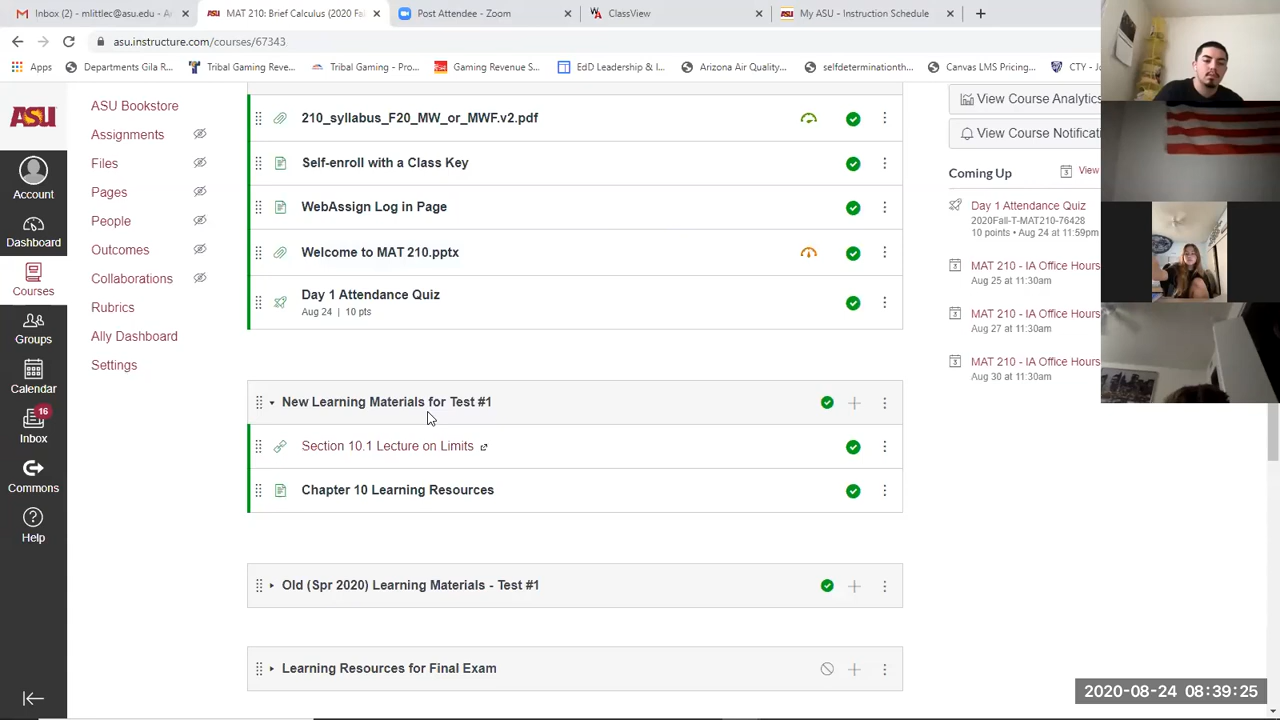 Inbox (2) - mlittlec@asu.edu - A
MAT 210: Brief Calculus (2020 Fal
Post Attendee - Zoom
ClassView
My ASU - Instruction Schedule
asu.instructure.com/courses/67343
Apps
Departments Gila R...
Tribal Gaming Reve...
Tribal Gaming - Pro...
Gaming Revenue S...
EdD Leadership & I...
Arizona Air Quality,...
selfdeterminationth...
Canvas LMS Pricing...
CTY - Jo
ASU
Account
Dashboard
Courses
Groups
Calendar
16
Inbox
Commons
Help
ASU Bookstore
Assignments
Files
Pages
People
Outcomes
Collaborations
Rubrics
Ally Dashboard
Settings
210_syllabus_F20_MW_or_MWF.v2.pdf
Self-enroll with a Class Key
WebAssign Log in Page
Welcome to MAT 210.pptx
Day 1 Attendance Quiz
Aug 24 | 10 pts
New Learning Materials for Test #1
Section 10.1 Lecture on Limits
Chapter 10 Learning Resources
Old (Spr 2020) Learning Materials - Test #1
Learning Resources for Final Exam
View Course Analytics
View Course Notificati
Coming Up
View
Day 1 Attendance Quiz
2020Fall-T-MAT210-76428
10 points • Aug 24 at 11:59pm
MAT 210 - IA Office Hours
Aug 25 at 11:30am
MAT 210 - IA Office Hours
Aug 27 at 11:30am
MAT 210 - IA Office Hours
Aug 30 at 11:30am
2020-08-24 08:39:25